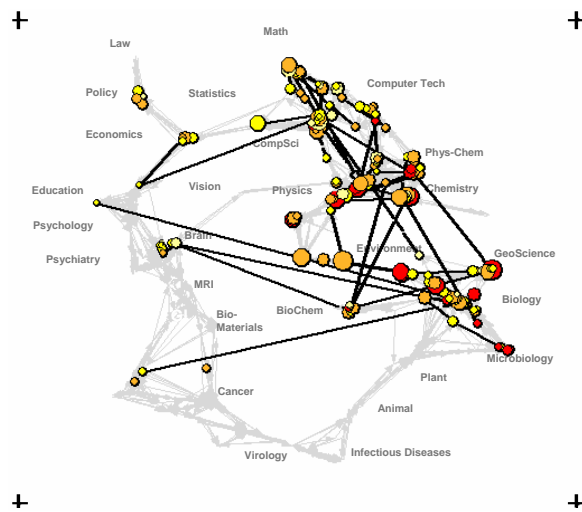 Math
Law
Computer Tech
Policy
Statistics
Economics
CompSci
Phys-Chem
Education
Vision
Physics
Chemistry
Psychology
Brain
Environment
GeoScience
Psychiatry
MRI
Biology
Bio-
Materials
BioChem
Microbiology
Plant
Cancer
Animal
Virology
Infectious Diseases